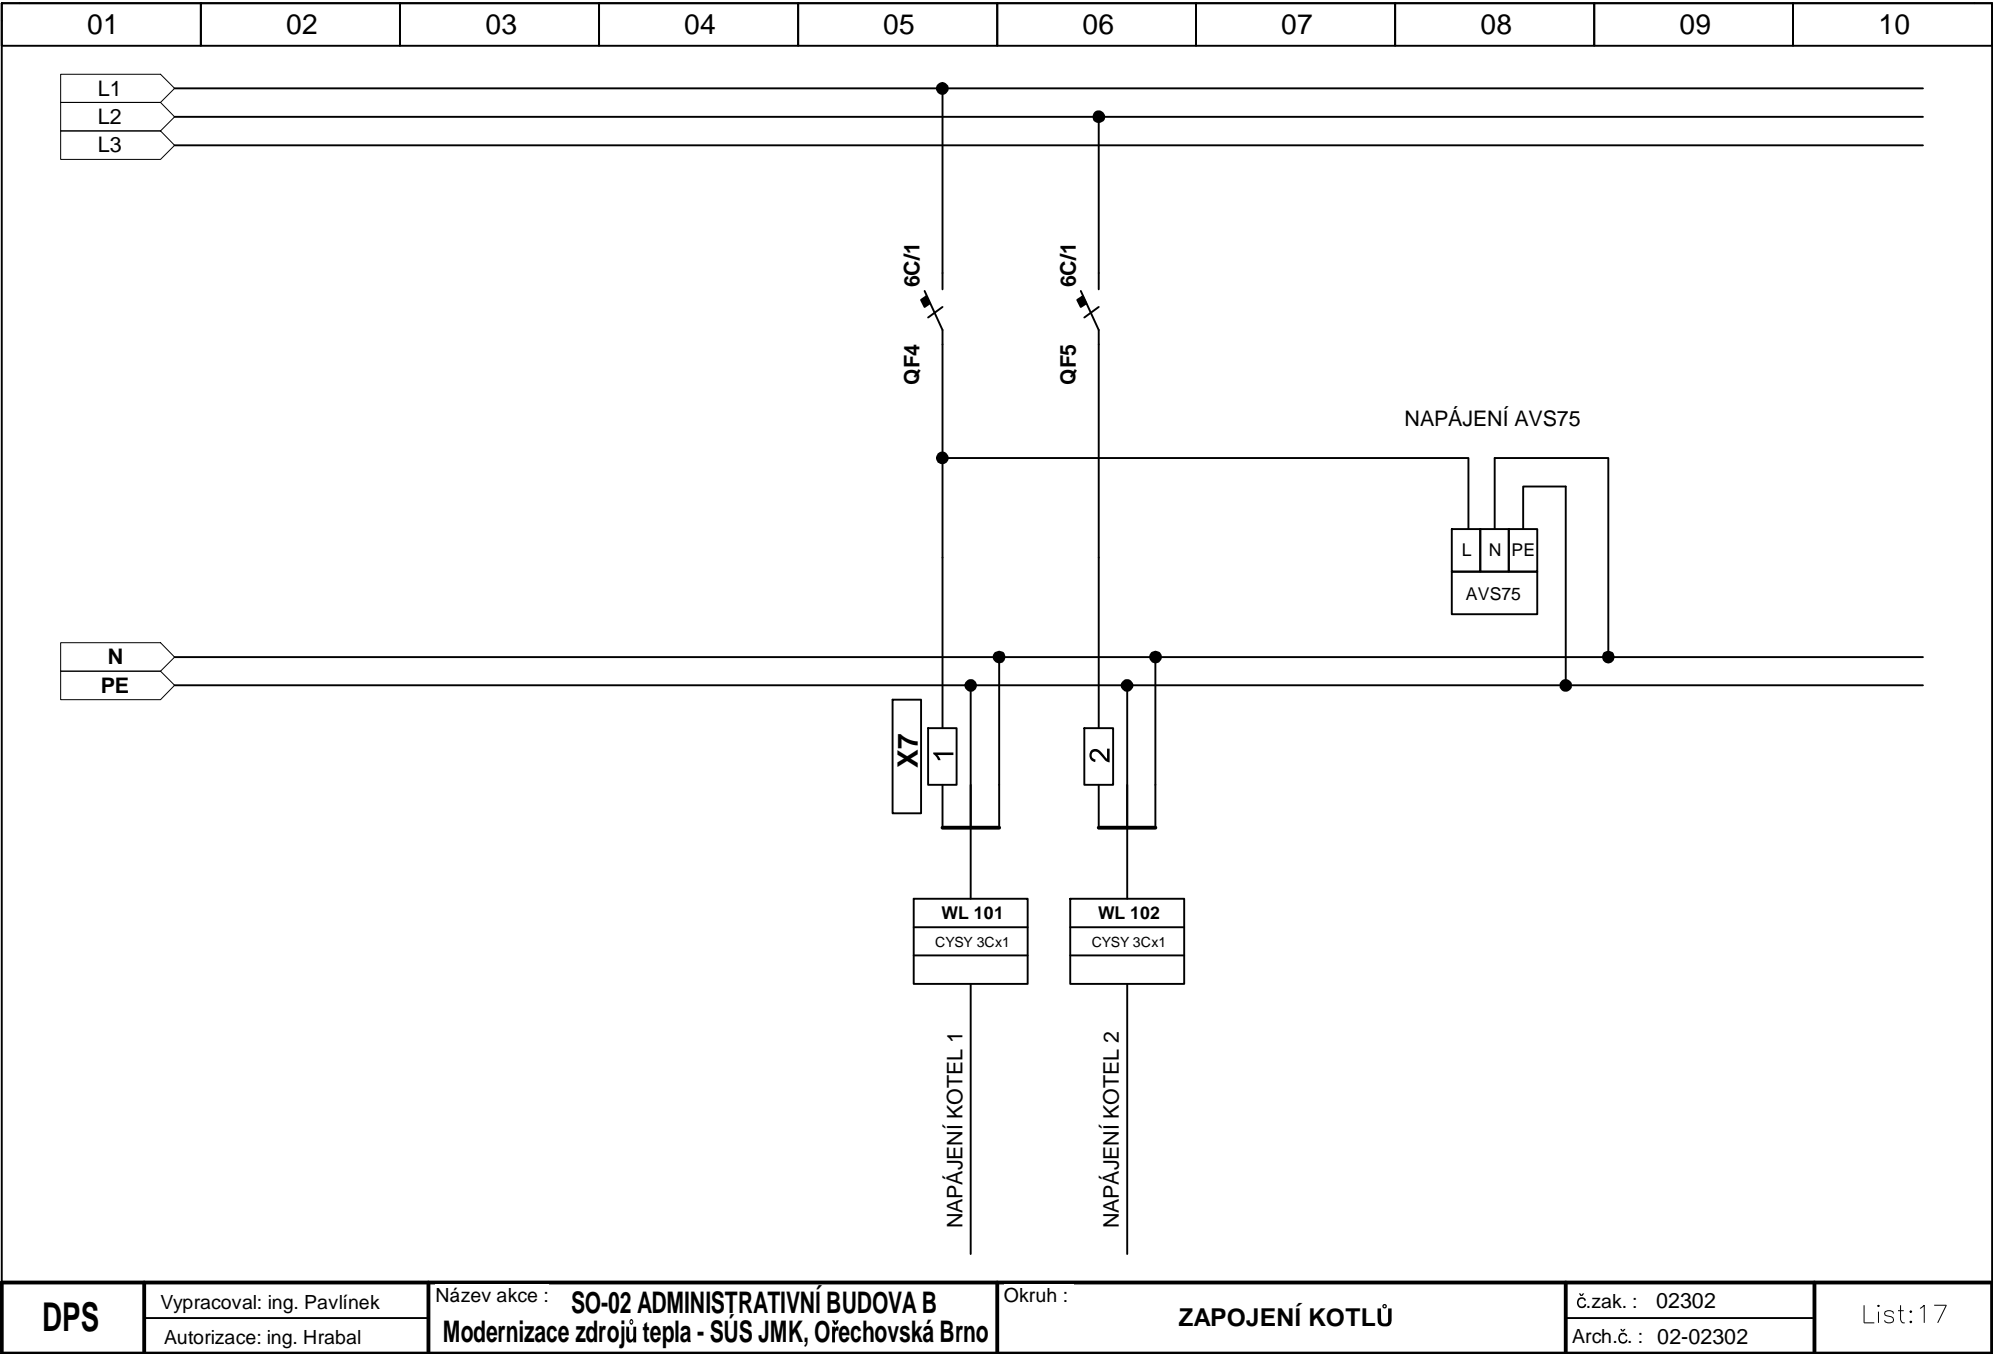 01 02 03 04 05 06 07 08 09 10
L1
L2
L3
6C/1
QF4
6C/1
QF5
NAPÁJENÍ AVS75
L N PE
AVS75
N
PE
X7
1
2
WL 101
CYSY 3Cx1
WL 102
CYSY 3Cx1
NAPÁJENÍ KOTEL 1
NAPÁJENÍ KOTEL 2
DPS
Vypracoval: ing. Pavlínek
Autorizace: ing. Hrabal
Název akce : SO-02 ADMINISTRATIVNÍ BUDOVA B
Modernizace zdrojů tepla - SÚS JMK, Ořechovská Brno
Okruh :
ZAPOJENÍ KOTLŮ
č.zak. : 02302
Arch.č. : 02-02302
List:17